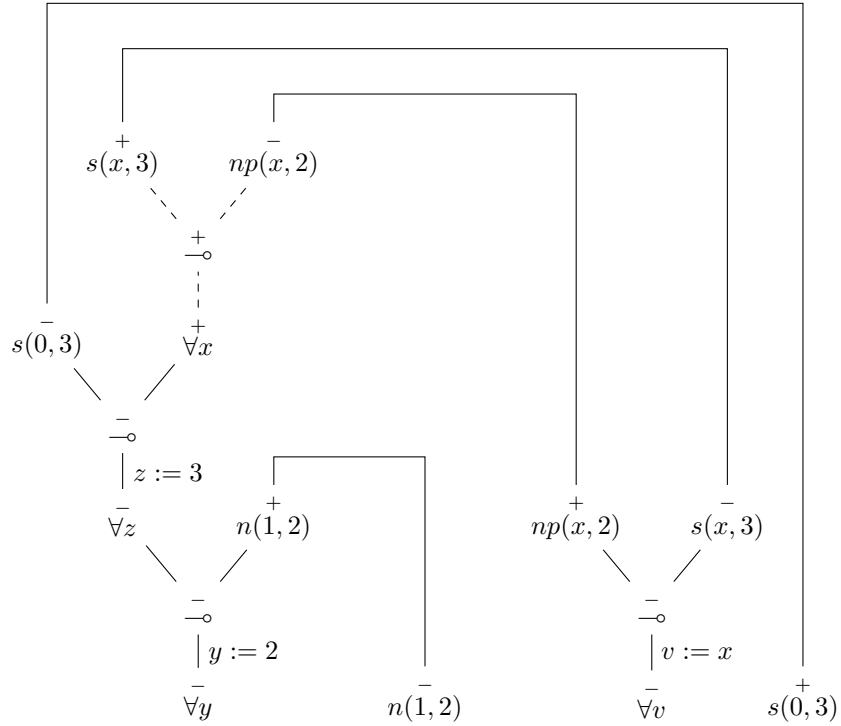 + −
s(x, 3) np(x, 2)
+
⊸
− +
s(0, 3) ∀x
−
⊸
z := 3
− + + −
∀z n(1, 2) np(x, 2) s(x, 3)
− −
⊸ ⊸
y := 2 v := x
− − − +
∀y n(1, 2) ∀v s(0, 3)